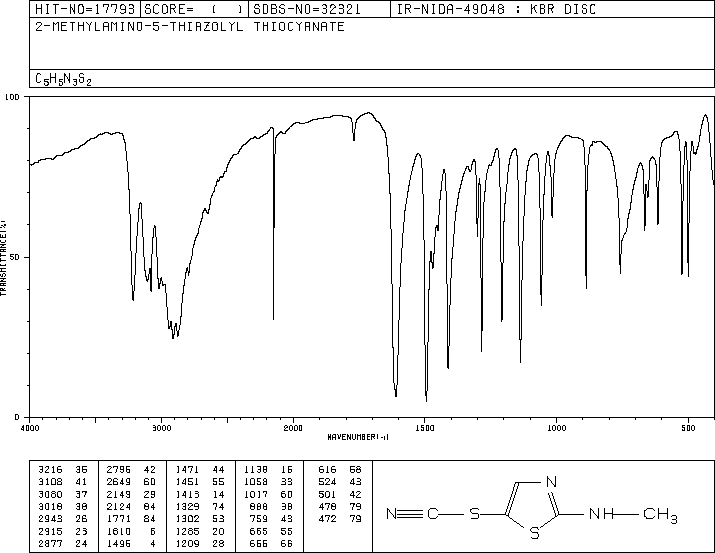 HIT-NO=17793 SCORE= ( ) SDBS-NO=32321 IR-NIDA-49048 : KBR DISC
2-METHYLAMINO-5-THIAZOLYL THIOCYANATE
C5H5N3S2
100
50
0
TRANSMITTANCE(%)
4000 3000 2000 1500 1000 500
WAVENUMBER(-1)
3216 36 2796 42 1471 44 1138 16 616 58
3108 41 2649 60 1451 55 1058 33 524 43
3080 37 2149 29 1413 14 1017 60 501 42
3018 38 2124 84 1329 74 888 38 478 79
2943 26 1771 84 1302 53 759 43 472 79
2915 23 1610 6 1285 20 665 55
2877 24 1496 4 1209 28 656 66
N C S N S NH CH3